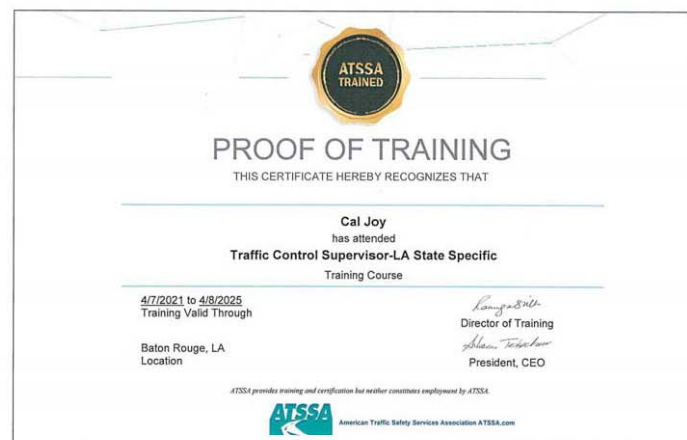 ATSSA
TRAINED
PROOF OF TRAINING
THIS CERTIFICATE HEREBY RECOGNIZES THAT
Cal Joy
has attended
Traffic Control Supervisor-LA State Specific
Training Course
4/7/2021 to 4/8/2025
Training Valid Through
Director of Training
Baton Rouge, LA
Location
President, CEO
ATSSA provides training and certification but neither constitutes employment by ATSSA.
ATSSA
American Traffic Safety Services Association ATSSA.com